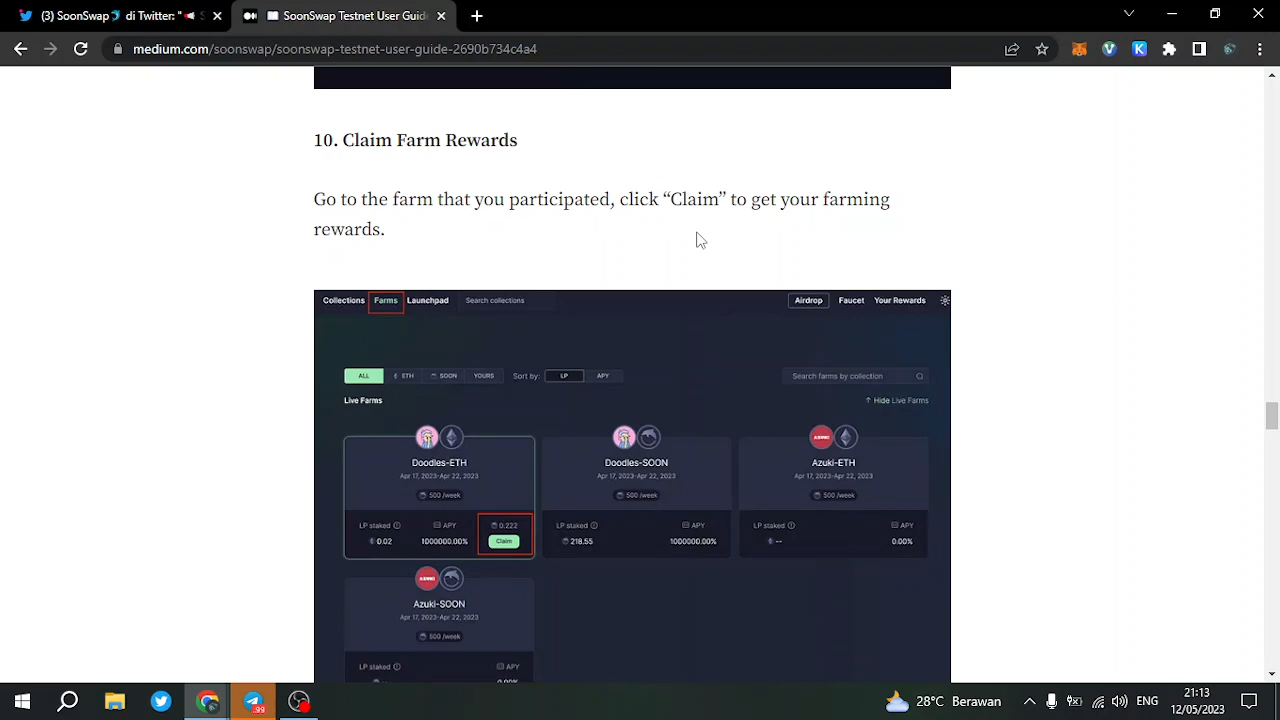 (3) SoonSwap di Twitter "
SoonSwap Testnet User Guide
medium.com/soonswap/soonswap-testnet-user-guide-2690b734c4a4
10. Claim Farm Rewards
Go to the farm that you participated, click “Claim” to get your farming
rewards.
Collections Farms Launchpad Search collections Airdrop Faucet Your Rewards
ALL ETH SOON YOURS Sort by: LP APY Search farms by collection
Live Farms Hide Live Farms
Doodles-ETH Doodles-SOON Azuki-ETH
Apr 17, 2023-Apr 22, 2023 Apr 17, 2023-Apr 22, 2023 Apr 17, 2023-Apr 22, 2023
500 /week 500 /week 500 /week
LP staked APY 0.222 LP staked APY LP staked APY
0.02 1000000.00% Claim 218.55 1000000.00% -- 0.00%
AZUKI
Azuki-SOON
Apr 17, 2023-Apr 22, 2023
500 /week
LP staked APY
99
28°C Berawan ENG 21:13
12/05/2023